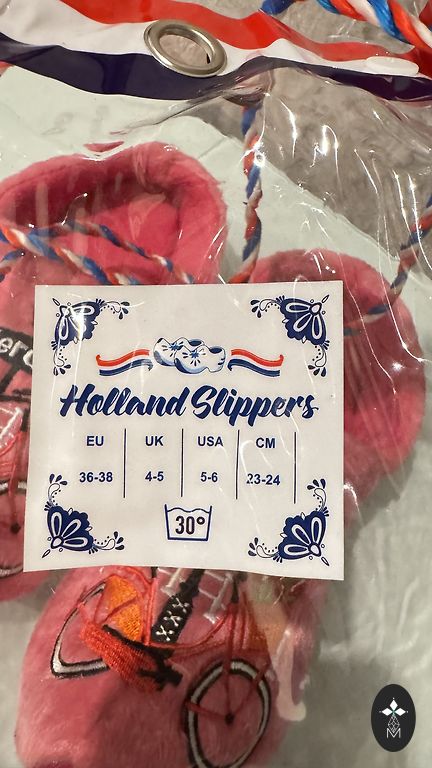 Holland Slippers
EU UK USA CM
36-38 4-5 5-6 23-24
30°